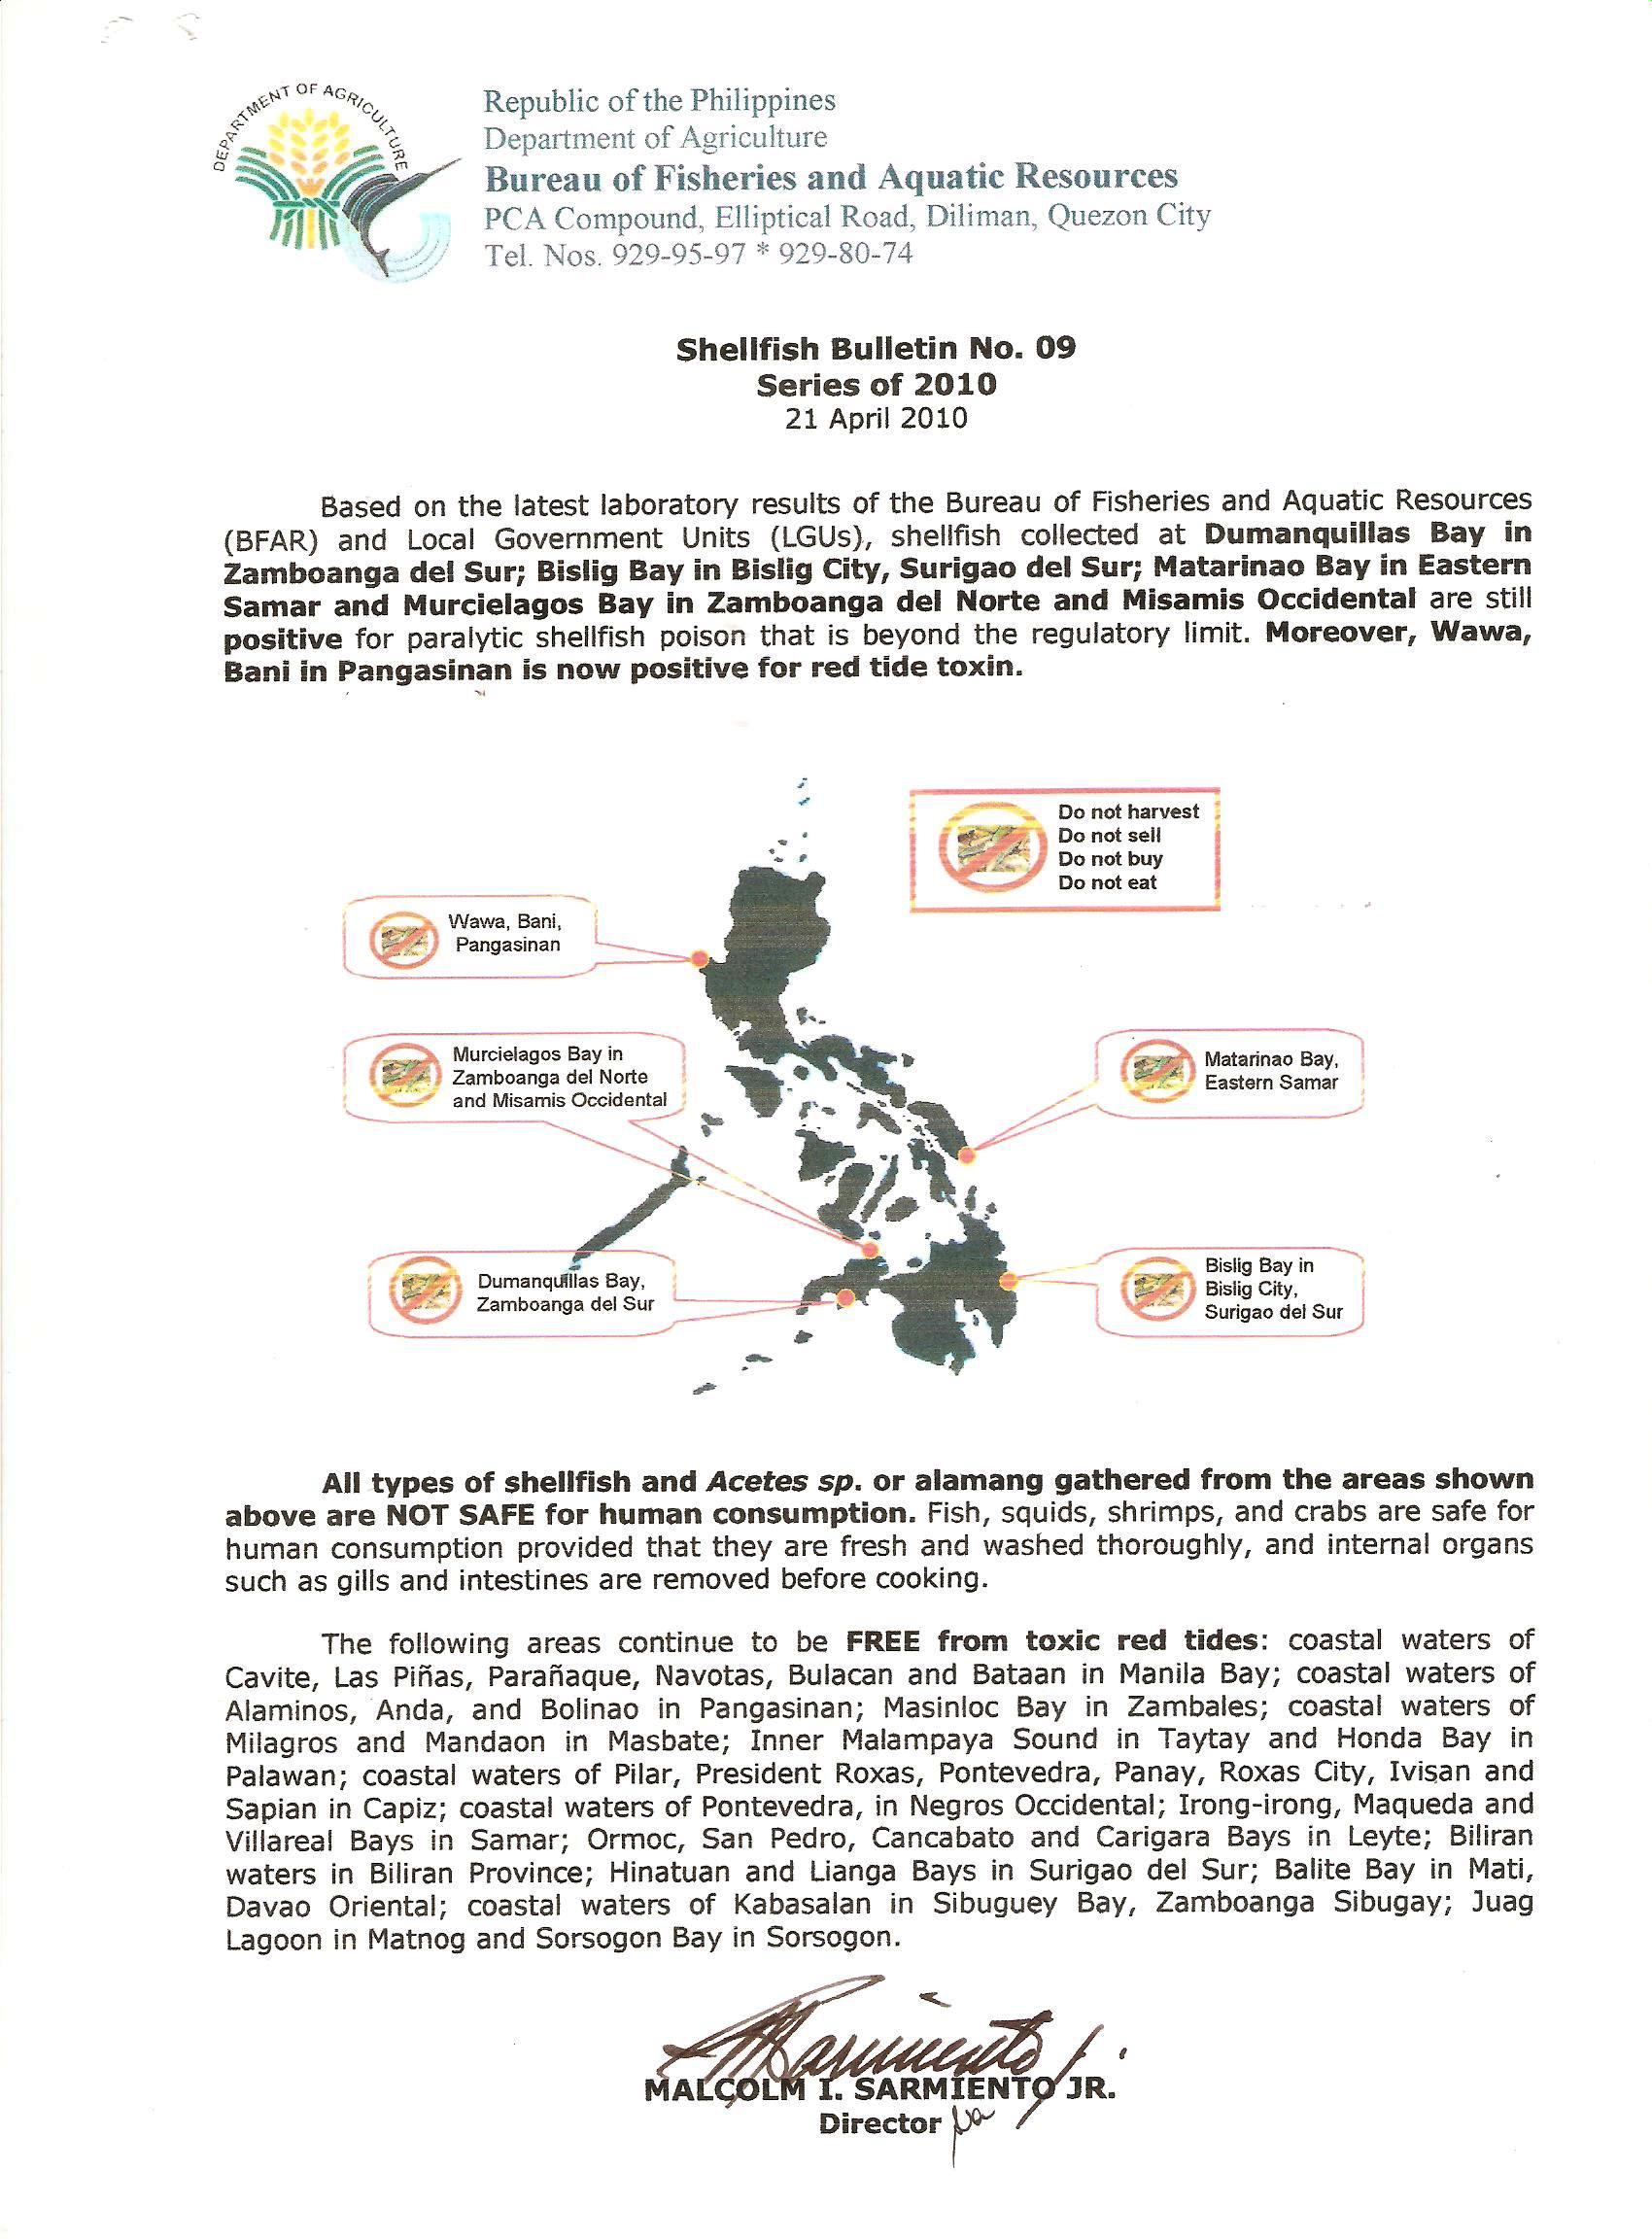 DEPARTMENT OF AGRICULTURE
Republic of the Philippines
Department of Agriculture
Bureau of Fisheries and Aquatic Resources
PCA Compound, Elliptical Road, Diliman, Quezon City
Tel. Nos. 929-95-97 * 929-80-74
Shellfish Bulletin No. 09
Series of 2010
21 April 2010
Based on the latest laboratory results of the Bureau of Fisheries and Aquatic Resources
(BFAR) and Local Government Units (LGUs), shellfish collected at Dumanquillas Bay in
Zamboanga del Sur; Bislig Bay in Bislig City, Surigao del Sur; Matarinao Bay in Eastern
Samar and Murcielagos Bay in Zamboanga del Norte and Misamis Occidental are still
positive for paralytic shellfish poison that is beyond the regulatory limit. Moreover, Wawa,
Bani in Pangasinan is now positive for red tide toxin.
Do not harvest
Do not sell
Do not buy
Do not eat
Wawa, Bani,
Pangasinan
Murcielagos Bay in
Zamboanga del Norte
and Misamis Occidental
Matarinao Bay,
Eastern Samar
Dumanquillas Bay,
Zamboanga del Sur
Bislig Bay in
Bislig City,
Surigao del Sur
All types of shellfish and Acetes sp. or alamang gathered from the areas shown
above are NOT SAFE for human consumption. Fish, squids, shrimps, and crabs are safe for
human consumption provided that they are fresh and washed thoroughly, and internal organs
such as gills and intestines are removed before cooking.
The following areas continue to be FREE from toxic red tides: coastal waters of
Cavite, Las Piñas, Parañaque, Navotas, Bulacan and Bataan in Manila Bay; coastal waters of
Alaminos, Anda, and Bolinao in Pangasinan; Masinloc Bay in Zambales; coastal waters of
Milagros and Mandaon in Masbate; Inner Malampaya Sound in Taytay and Honda Bay in
Palawan; coastal waters of Pilar, President Roxas, Pontevedra, Panay, Roxas City, Ivisan and
Sapian in Capiz; coastal waters of Pontevedra, in Negros Occidental; Irong-irong, Maqueda and
Villareal Bays in Samar; Ormoc, San Pedro, Cancabato and Carigara Bays in Leyte; Biliran
waters in Biliran Province; Hinatuan and Lianga Bays in Surigao del Sur; Balite Bay in Mati,
Davao Oriental; coastal waters of Kabasalan in Sibuguey Bay, Zamboanga Sibugay; Juag
Lagoon in Matnog and Sorsogon Bay in Sorsogon.
MALCOLM I. SARMIENTO JR.
Director